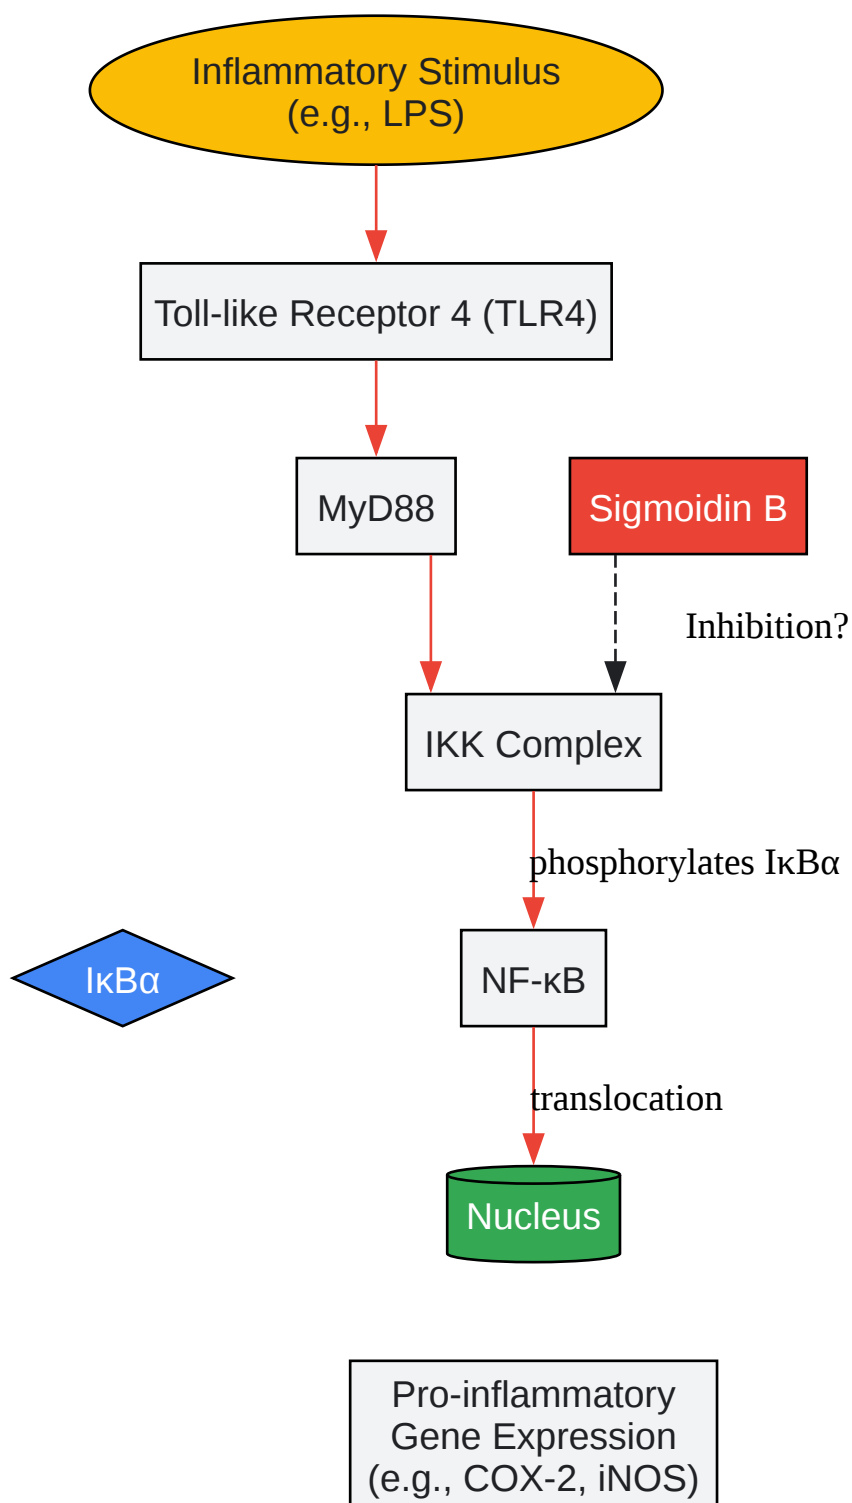 Inflammatory Stimulus
(e.g., LPS)
Toll-like Receptor 4 (TLR4)
MyD88
Sigmoidin B
Inhibition?
IKK Complex
phosphorylates IκBα
IκBα
NF-κB
translocation
Nucleus
Pro-inflammatory
Gene Expression
(e.g., COX-2, iNOS)